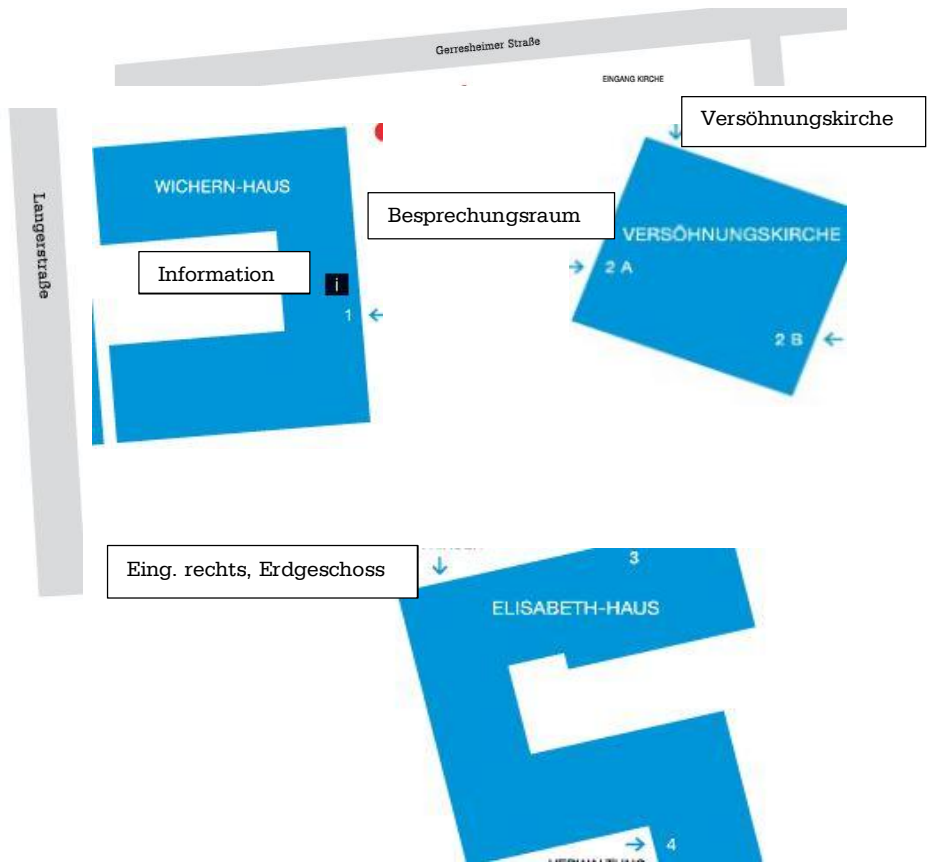 Gerresheimer Straße
EINGANG KIRCHE
Versöhnungskirche
Langerstraße
WICHERN-HAUS
Besprechungsraum
VERSÖHNUNGSKIRCHE
Information
i
2 A
1
2 B
Eing. rechts, Erdgeschoss
3
ELISABETH-HAUS
4